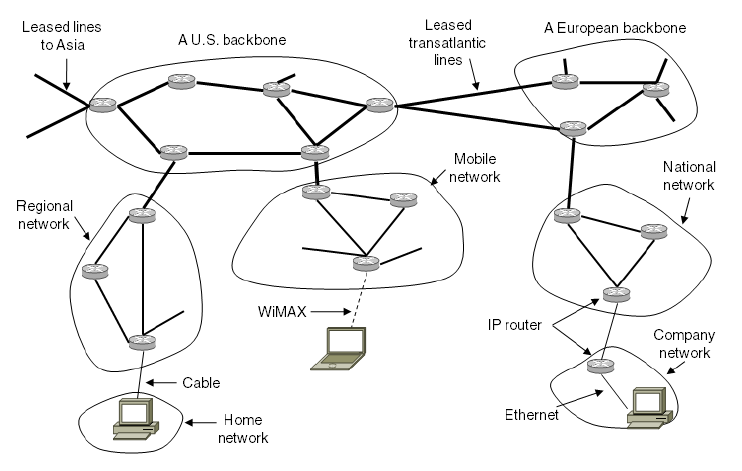 Leased lines
to Asia
A U.S. backbone
Leased
transatlantic
lines
A European backbone
Mobile
network
National
network
Regional
network
WiMAX
IP router
Company
network
Cable
Ethernet
Home
network